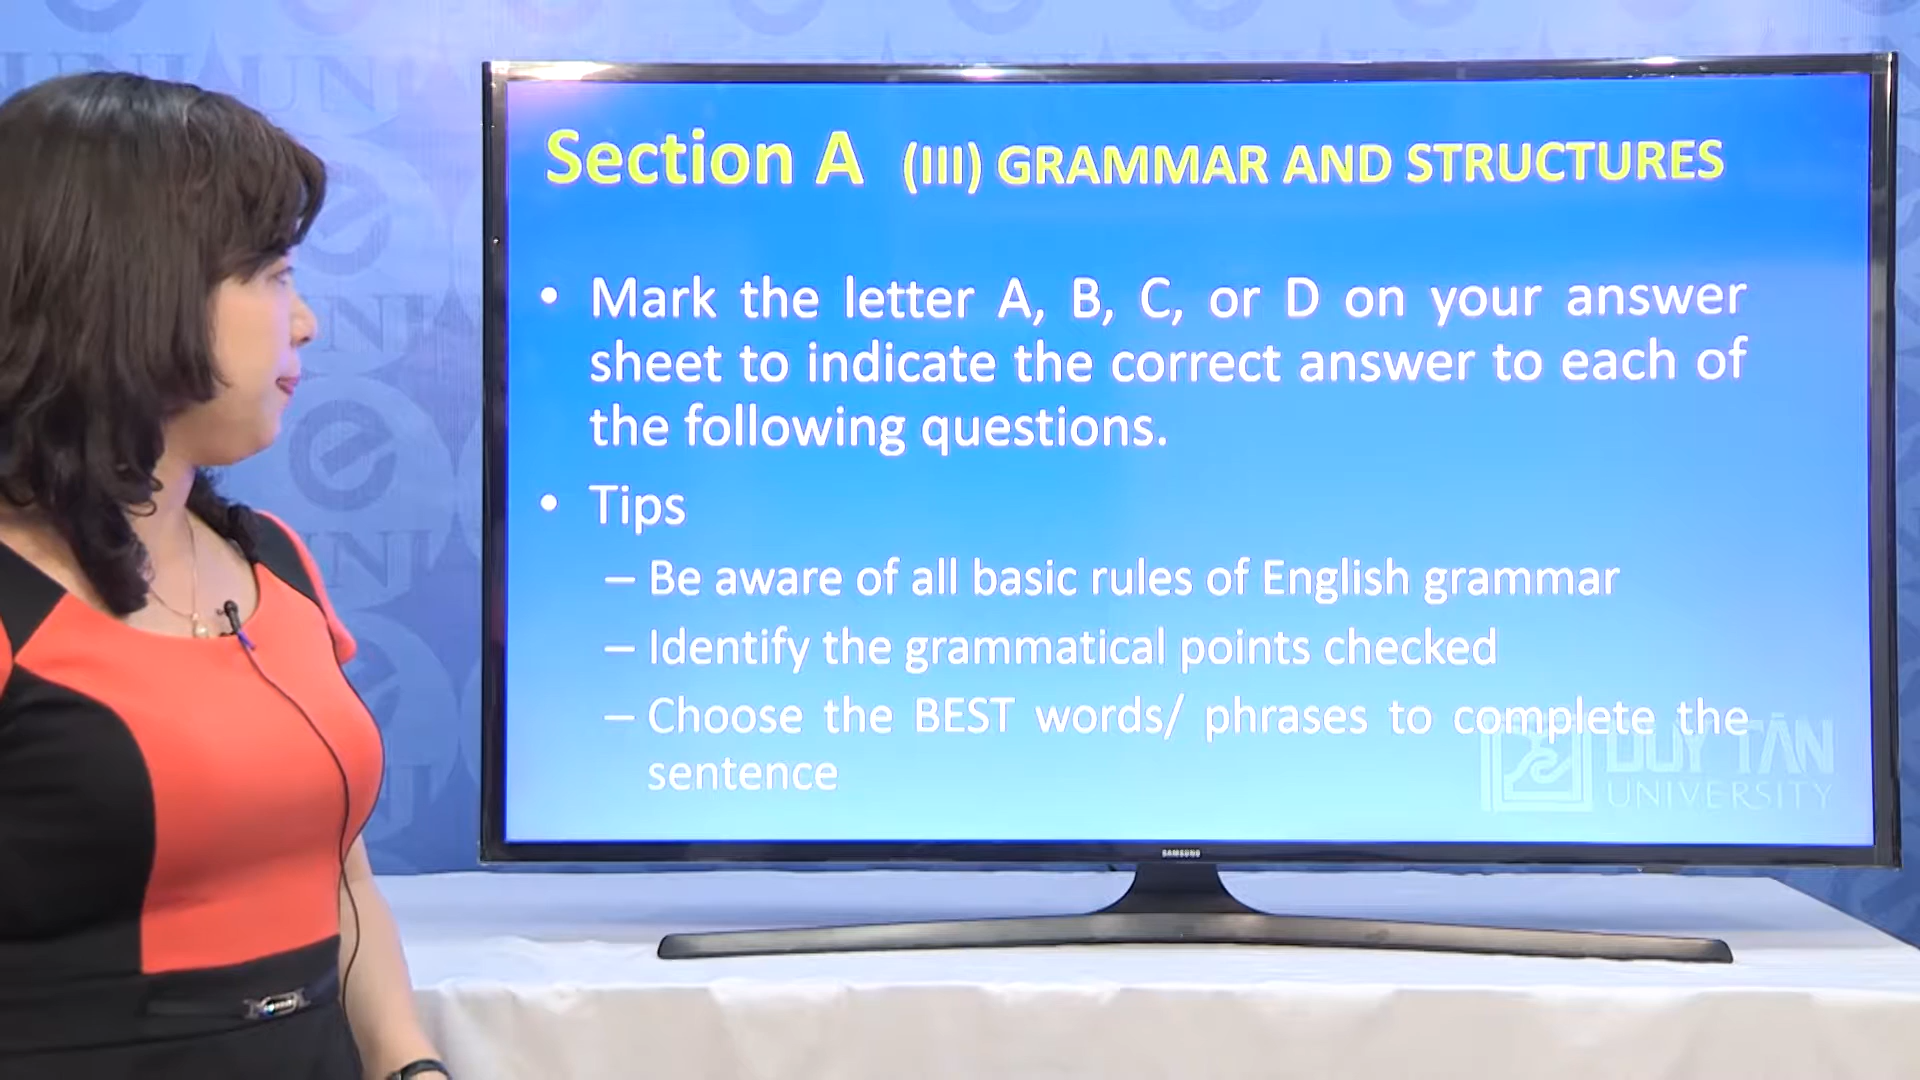 Section A (III) GRAMMAR AND STRUCTURES
• Mark the letter A, B, C, or D on your answer
sheet to indicate the correct answer to each of
the following questions.
• Tips
– Be aware of all basic rules of English grammar
– Identify the grammatical points checked
– Choose the BEST words/ phrases to complete the
sentence
DUY TÂN
UNIVERSITY
SAMSUNG